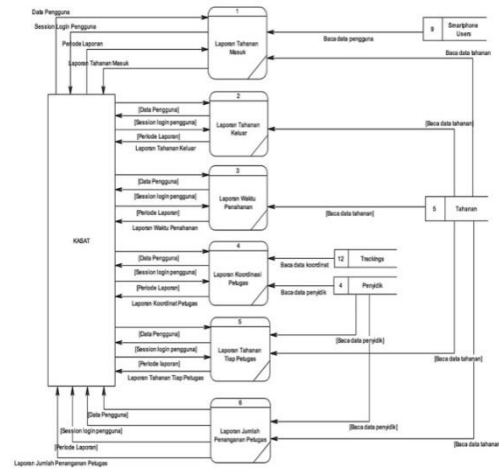 Data Pengguna
Session Login Pengguna
Periode Laporan
Laporan Tahanan Masuk
1
Laporan Tahanan
Masuk
Baca data pengguna
9
Smartphone
Users
Baca data tahanan
2
Laporan Tahanan
Keluar
[Data Pengguna]
[Session login pengguna]
[Periode Laporan]
Laporan Tahanan Keluar
[Baca data tahanan]
3
Laporan Waktu
Penahanan
[Data Pengguna]
[Session login pengguna]
[Periode Laporan]
Laporan Waktu Penahanan
[Baca data tahanan]
5
Tahanan
KASAT
4
Laporan Koordinasi
Petugas
[Data Pengguna]
[Session login pengguna]
[Periode Laporan]
Laporan Koordinat Petugas
Baca data koordinat
12
Trackings
Baca data penyidik
4
Penyidik
5
Laporan Tahanan
Tiap Petugas
[Data Pengguna]
[Session login pengguna]
[Periode laporan]
Laporan Tahanan Tiap Petugas
[Baca data penyidik]
[Baca data tahanan]
6
Laporan Jumlah
Penanganan Petugas
[Data Pengguna]
[Session login pengguna]
[Periode Laporan]
Laporan Jumlah Penanganan Petugas
[Baca data penyidik]
[Baca data tahanan]